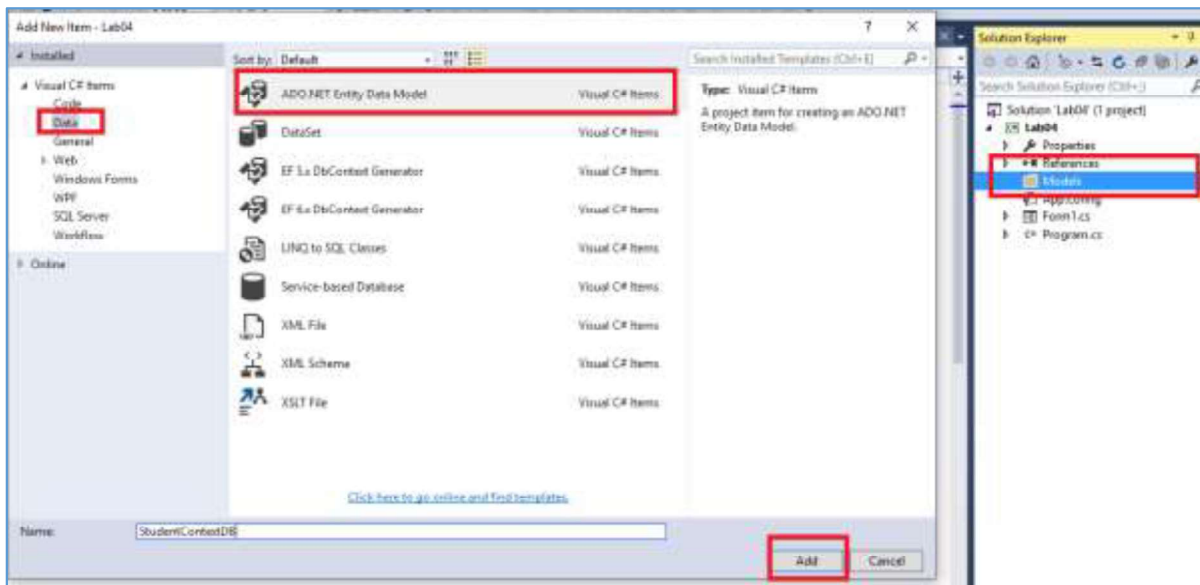 Add New Item - Lab04
Installed
Sort by: Default
Search Installed Templates (Ctrl+E)
Visual C# Items
Code
Data
General
Web
Windows Forms
WPF
SQL Server
Workflow
Online
ADO.NET Entity Data Model Visual C# Items
DataSet Visual C# Items
EF 5.x DbContext Generator Visual C# Items
EF 6.x DbContext Generator Visual C# Items
LINQ to SQL Classes Visual C# Items
Service-based Database Visual C# Items
XML File Visual C# Items
XML Schema Visual C# Items
XSLT File Visual C# Items
Type: Visual C# Items
A project item for creating an ADO.NET
Entity Data Model.
Click here to go online and find templates.
Name: StudentContextDB
Add Cancel
Solution Explorer
Search Solution Explorer (Ctrl+;)
Solution 'Lab04' (1 project)
Lab04
Properties
References
Models
App.config
Form1.cs
Program.cs